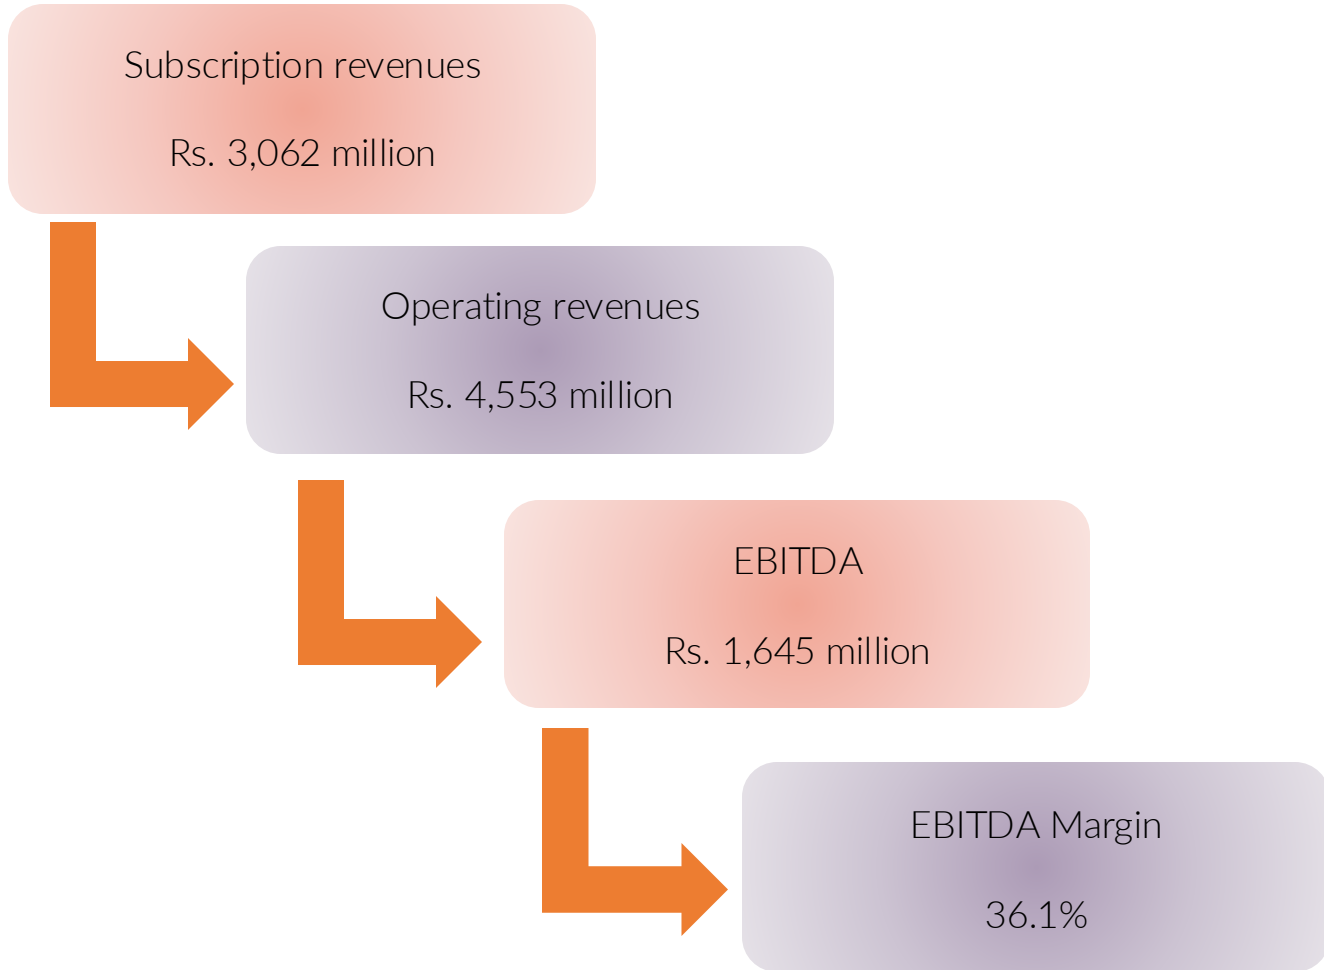 Subscription revenues
Rs. 3,062 million
Operating revenues
Rs. 4,553 million
EBITDA
Rs. 1,645 million
EBITDA Margin
36.1%